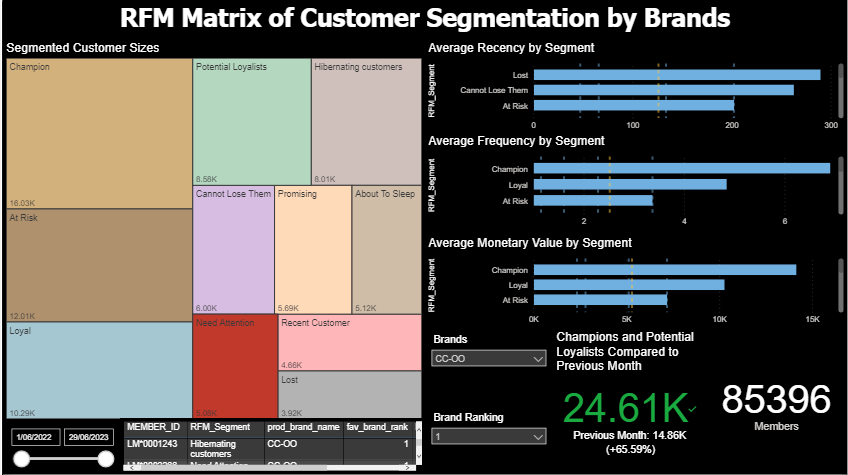 RFM Matrix of Customer Segmentation by Brands
Segmented Customer Sizes
Champion
16.03K
Potential Loyalists
8.58K
Hibernating customers
8.01K
At Risk
12.01K
Cannot Lose Them
6.00K
Promising
5.69K
About To Sleep
5.12K
Loyal
10.29K
Need Attention
Recent Customer
4.66K
Lost
3.92K
Average Recency by Segment
RFM_Segment
Lost
Cannot Lose Them
At Risk
0 100 200 300
Average Frequency by Segment
RFM_Segment
Champion
Loyal
At Risk
2 4 6
Average Monetary Value by Segment
RFM_Segment
Champion
Loyal
At Risk
0K 5K 10K 15K
Brands
CC-OO
Brand Ranking
1
Champions and Potential
Loyalists Compared to
Previous Month
24.61K
Previous Month: 14.86K
(+65.59%)
85396
Members
1/06/2022 29/06/2023
MEMBER_ID RFM_Segment prod_brand_name fav_brand_rank
LM*0001243 Hibernating customers CC-OO 1